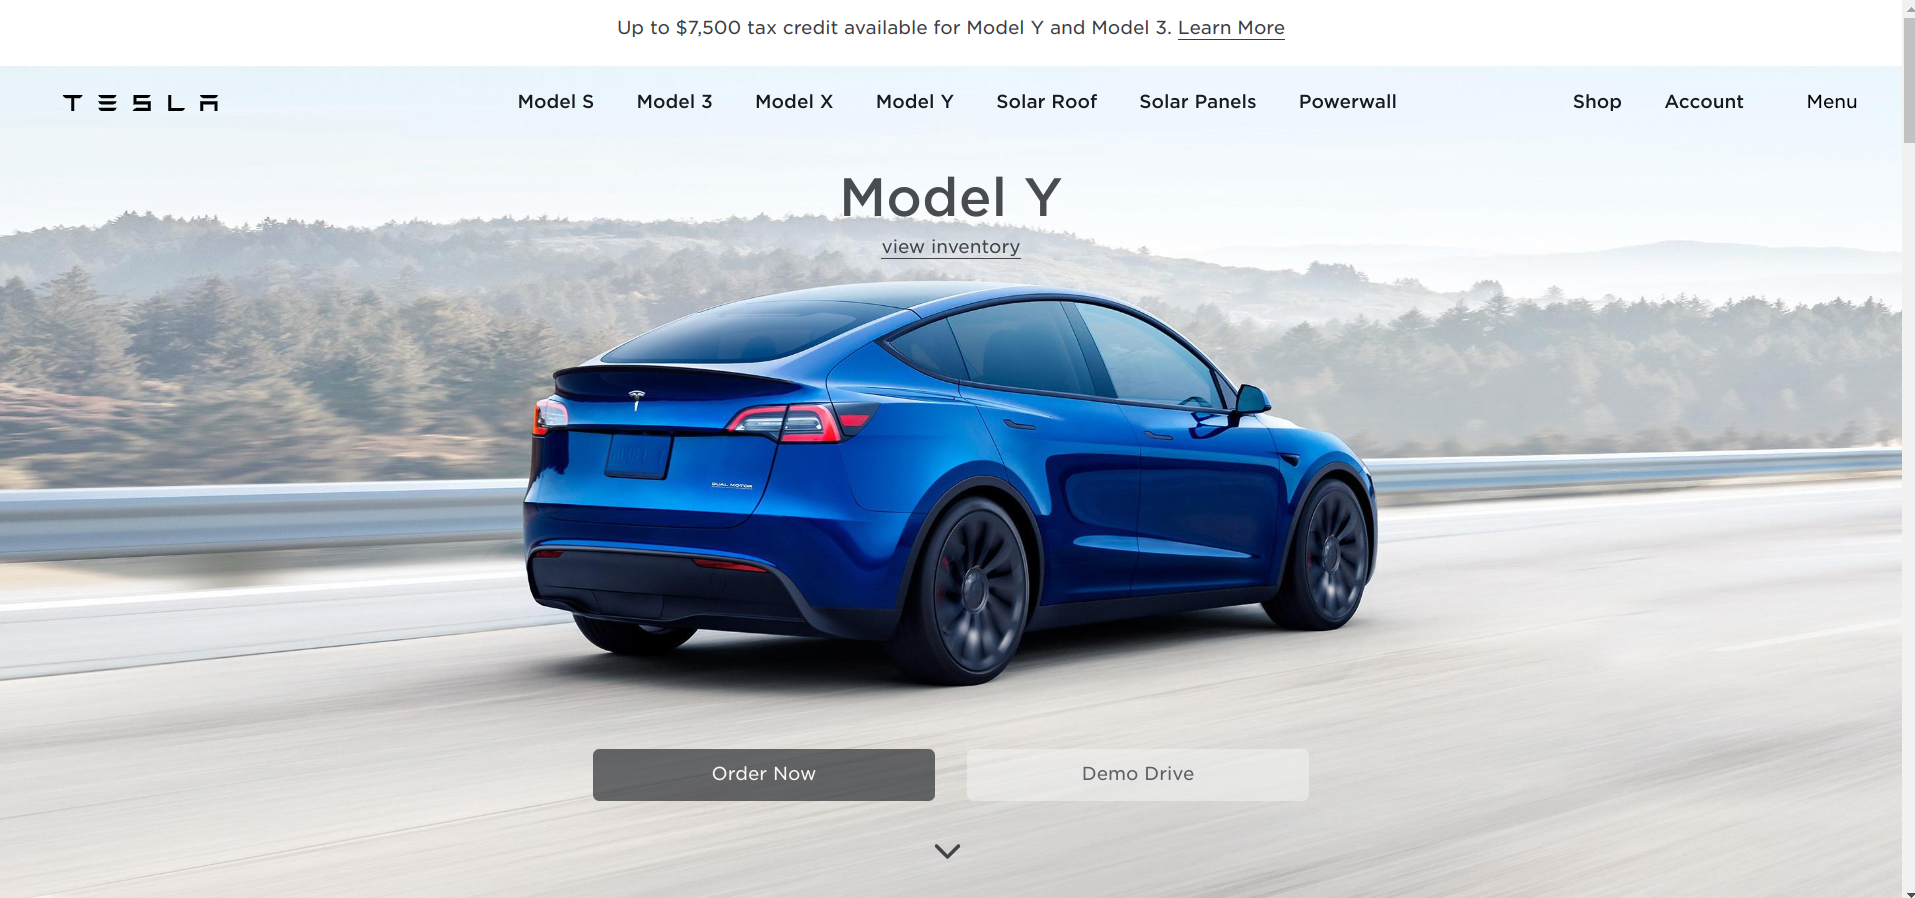 Up to $7,500 tax credit available for Model Y and Model 3. Learn More
TESLA
Model S Model 3 Model X Model Y Solar Roof Solar Panels Powerwall
Shop Account Menu
Model Y
view inventory
DUAL MOTOR
Order Now Demo Drive